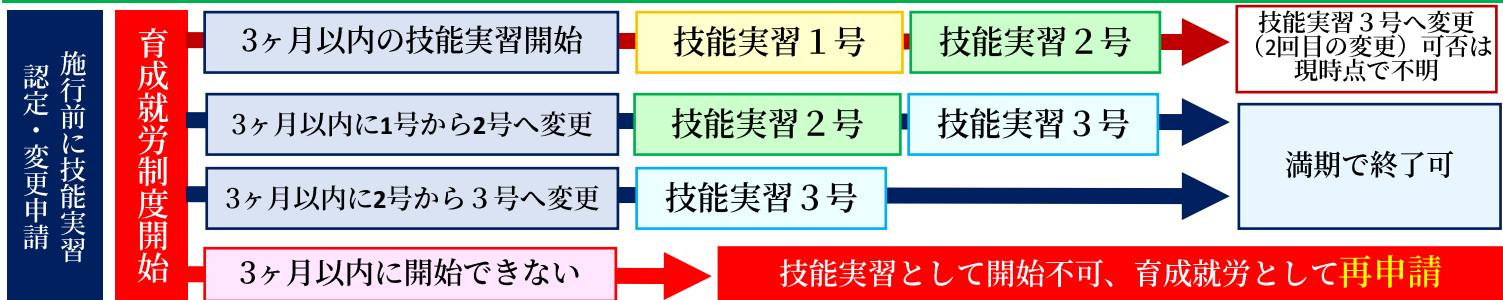 施行前に技能実習
認定・変更申請
育成就労制度開始
3ヶ月以内の技能実習開始
技能実習１号
技能実習２号
技能実習３号へ変更
（2回目の変更）可否は
現時点で不明
3ヶ月以内に1号から2号へ変更
技能実習２号
技能実習３号
満期で終了可
3ヶ月以内に2号から３号へ変更
技能実習３号
3ヶ月以内に開始できない
技能実習として開始不可、育成就労として再申請